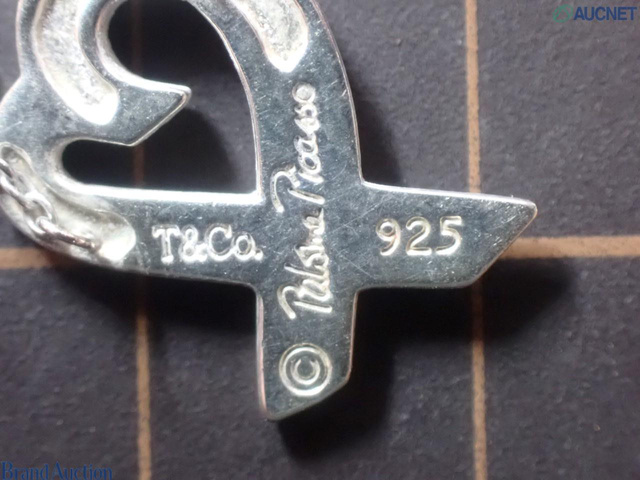 AUCNET
T&Co.
Paloma Picasso
925
©
Brand Auction